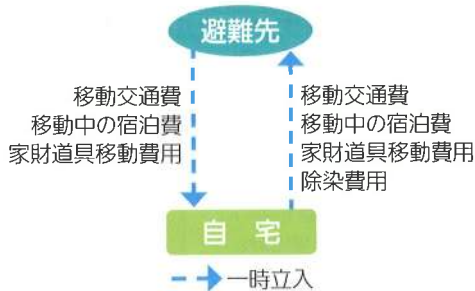 避難先
移動交通費
移動中の宿泊費
家財道具移動費用
移動交通費
移動中の宿泊費
家財道具移動費用
除染費用
自宅
一時立入